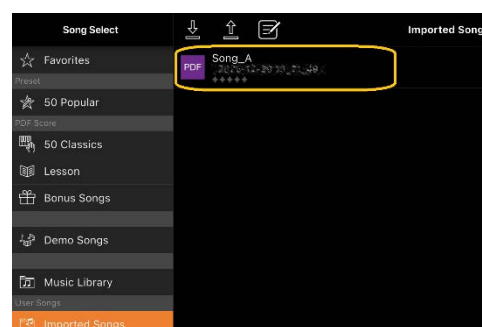 Song Select
Imported Song
Favorites
PDF
Song_A
Preset
50 Popular
PDF Score
50 Classics
Lesson
Bonus Songs
Demo Songs
Music Library
User Songs
Imported Songs